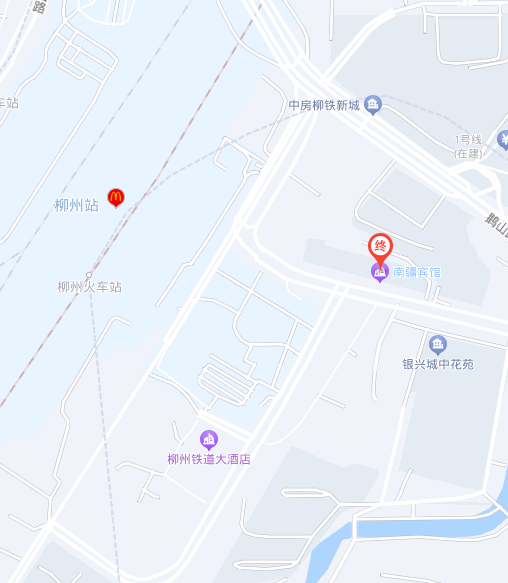 路
车站
中房柳铁新城
1号线
(在建)
柳州站
鹅山路
终
南疆宾馆
柳州火车站
银兴城中花苑
柳州铁道大酒店